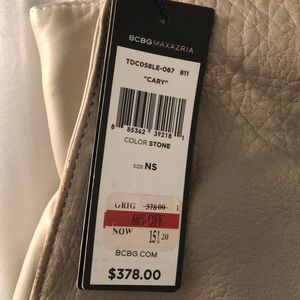 BCBGMAXAZRIA
TDC058LE-067 811
"CARY"
8 85362 39218 1
COLOR STONE
SIZE NS
ORIG 378.00 1
60% OFF
NOW 151.20
BCBG.COM
$378.00